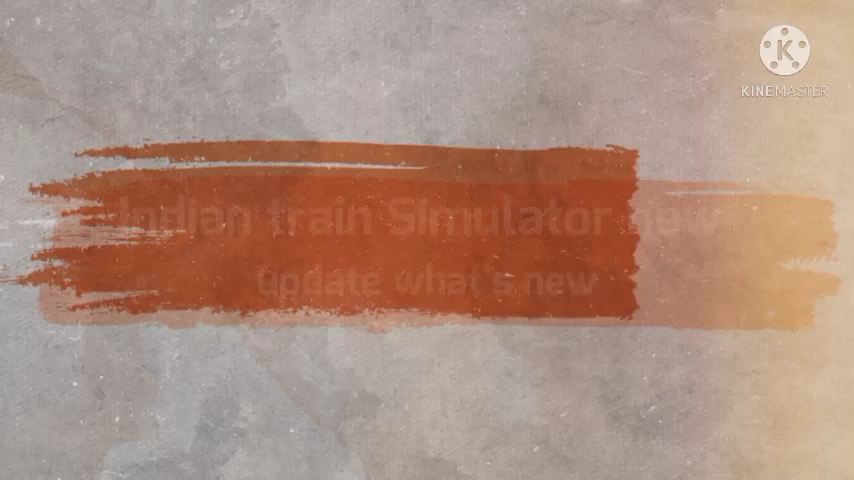 K
KINEMASTER
Indian train Simulator new
update what's new